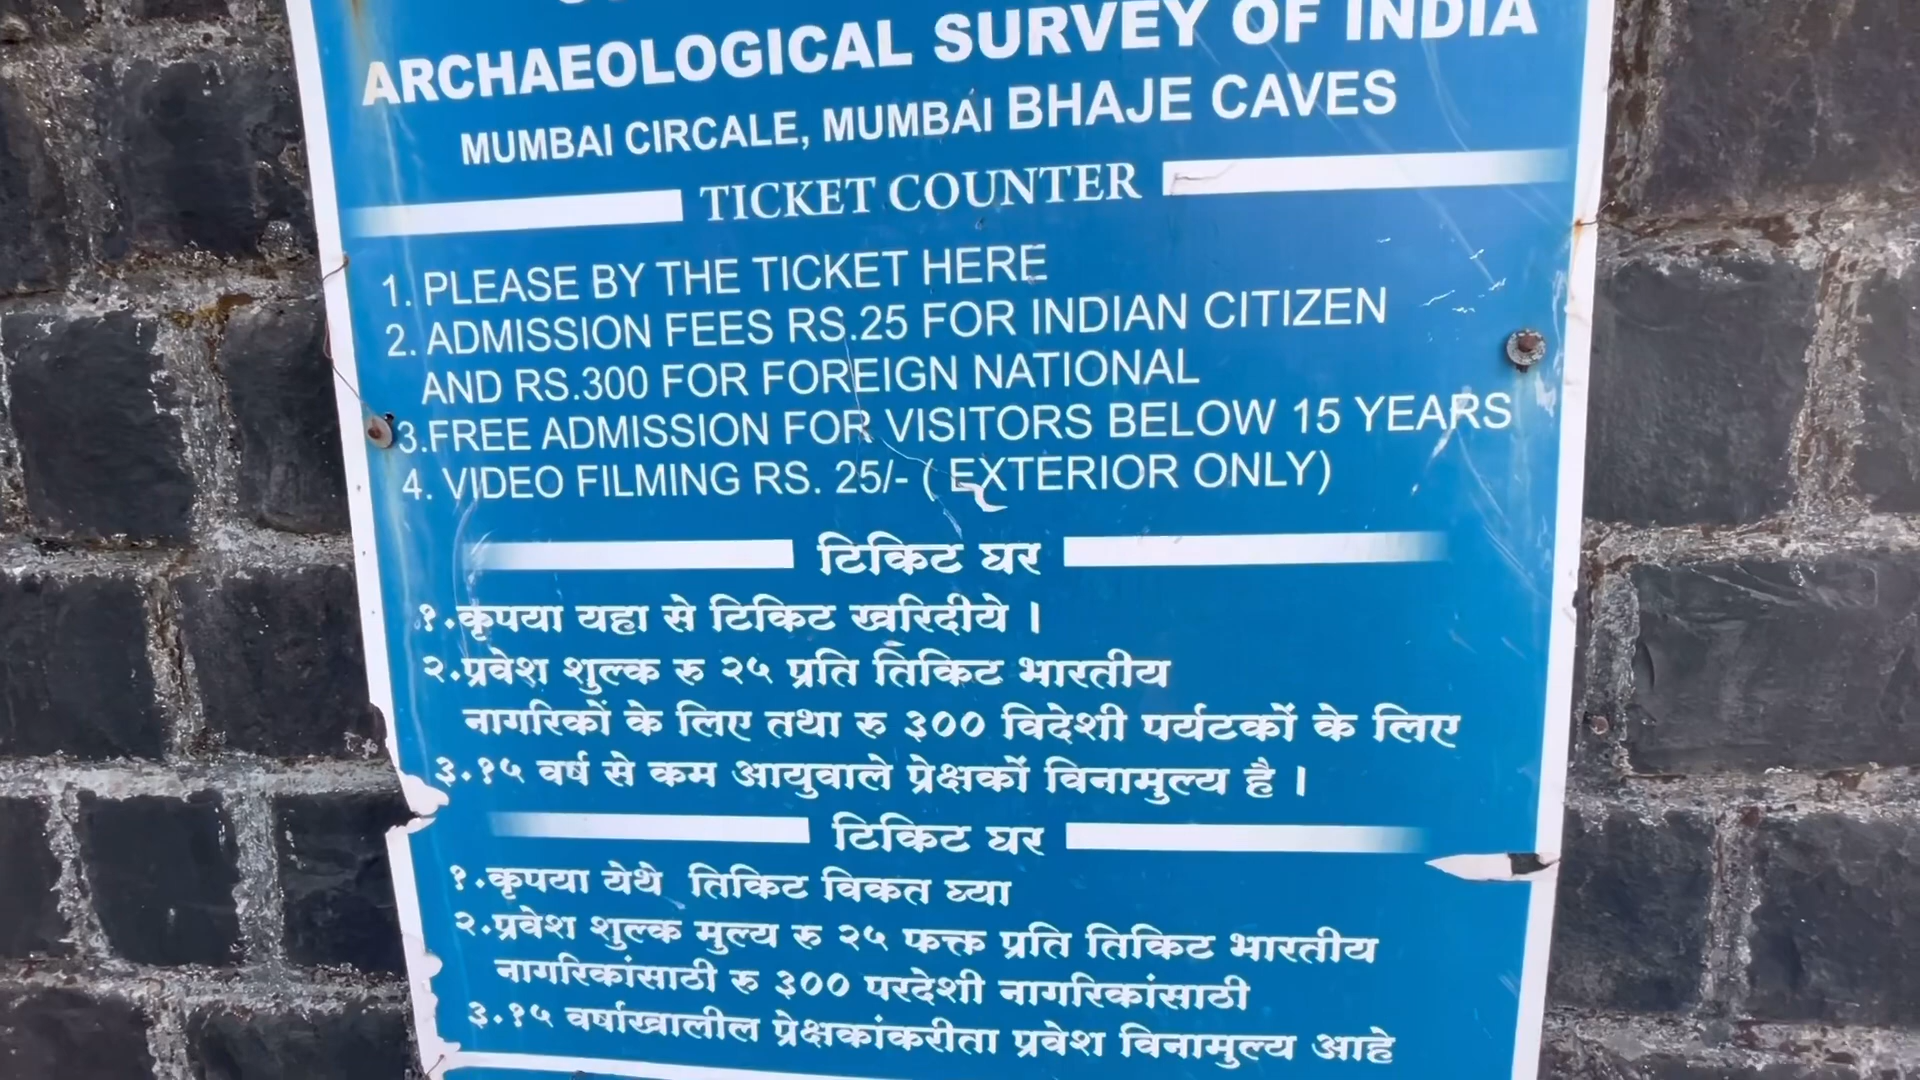 ARCHAEOLOGICAL SURVEY OF INDIA
MUMBAI CIRCALE, MUMBAI BHAJE CAVES
TICKET COUNTER
1. PLEASE BY THE TICKET HERE
2. ADMISSION FEES RS.25 FOR INDIAN CITIZEN
AND RS.300 FOR FOREIGN NATIONAL
3.FREE ADMISSION FOR VISITORS BELOW 15 YEARS
4. VIDEO FILMING RS. 25/- ( EXTERIOR ONLY)
टिकिट घर
१.कृपया यहा से टिकिट खरिदीये ।
२.प्रवेश शुल्क रु २५ प्रति तिकिट भारतीय
नागरिकों के लिए तथा रु ३०० विदेशी पर्यटकों के लिए
३.१५ वर्ष से कम आयुवाले प्रेक्षकों विनामुल्य है ।
टिकिट घर
१.कृपया येथे तिकिट विकत घ्या
२.प्रवेश शुल्क मुल्य रु २५ फक्त प्रति तिकिट भारतीय
नागरिकांसाठी रु ३०० परदेशी नागरिकांसाठी
३.१५ वर्षाखालील प्रेक्षकांकरीता प्रवेश विनामुल्य आहे